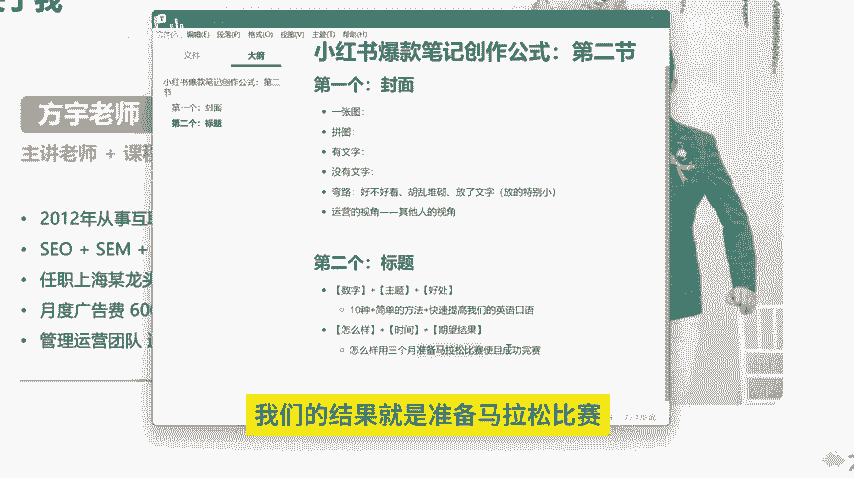 编辑(E) 段落(P) 格式(O) 视图(V) 主题(T) 帮助(H)
文件 大纲
小红书爆款笔记创作公式：第二节
第一个：封面
第二个：标题
小红书爆款笔记创作公式：第二节
第一个：封面
一张图：
拼图：
有文字：
没有文字：
弯路：好不好看、胡乱堆砌、放了文字（放的特别小）
运营的视角——其他人的视角
第二个：标题
【数字】+【主题】+【好处】
10种+简单的方法+快速提高我们的英语口语
【怎么样】+【时间】+【期望结果】
怎么样用三个月准备马拉松比赛便且成功完赛
方宇老师
主讲老师 + 课程
2012年从事互联
SEO + SEM +
任职上海某龙头
月度广告费 600
管理运营团队
我们的结果就是准备马拉松比赛